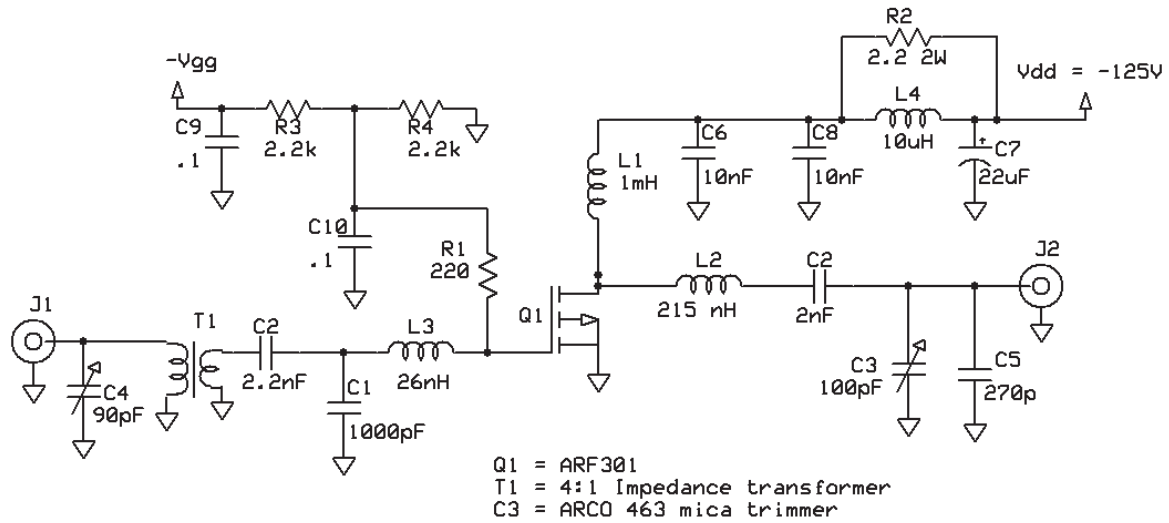 R2
2.2 2W
-Vgg
Vdd = -125V
L4
10uH
C9
.1
R3
2.2k
R4
2.2k
C6
10nF
C8
10nF
+
C7
22uF
L1
1mH
C10
.1
R1
220
L2
215 nH
C2
2nF
J2
J1
T1
C2
2.2nF
L3
26nH
Q1
C4
90pF
C1
1000pF
C3
100pF
C5
270p
Q1 = ARF301
T1 = 4:1 Impedance transformer
C3 = ARCO 463 mica trimmer